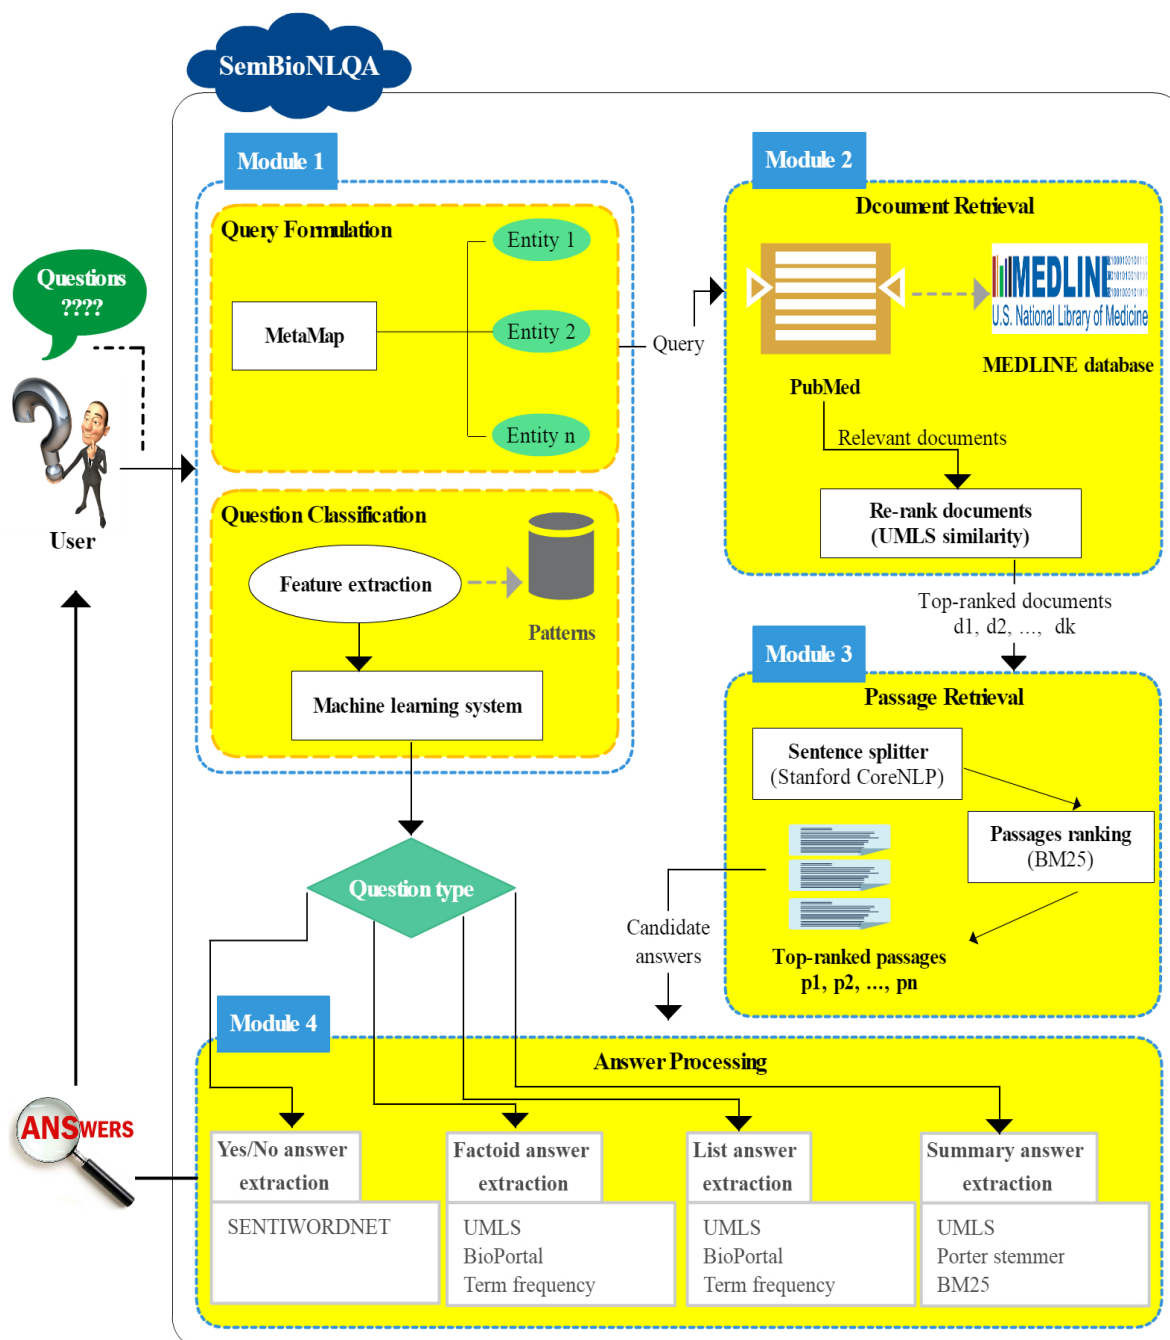 SemBioNLQA
Module 1
Query Formulation
Entity 1
MetaMap
Entity 2
Entity n
Question Classification
Feature extraction
Patterns
Machine learning system
Questions
????
User
Query
Module 2
Dcoument Retrieval
MEDLINE
U.S. National Library of Medicine
MEDLINE database
PubMed
Relevant documents
Re-rank documents
(UMLS similarity)
Top-ranked documents
d1, d2, ..., dk
Module 3
Passage Retrieval
Sentence splitter
(Stanford CoreNLP)
Passages ranking
(BM25)
Top-ranked passages
p1, p2, ..., pn
Question type
Candidate
answers
Module 4
Answer Processing
ANSWERS
Yes/No answer
extraction
SENTIWORDNET
Factoid answer
extraction
UMLS
BioPortal
Term frequency
List answer
extraction
UMLS
BioPortal
Term frequency
Summary answer
extraction
UMLS
Porter stemmer
BM25